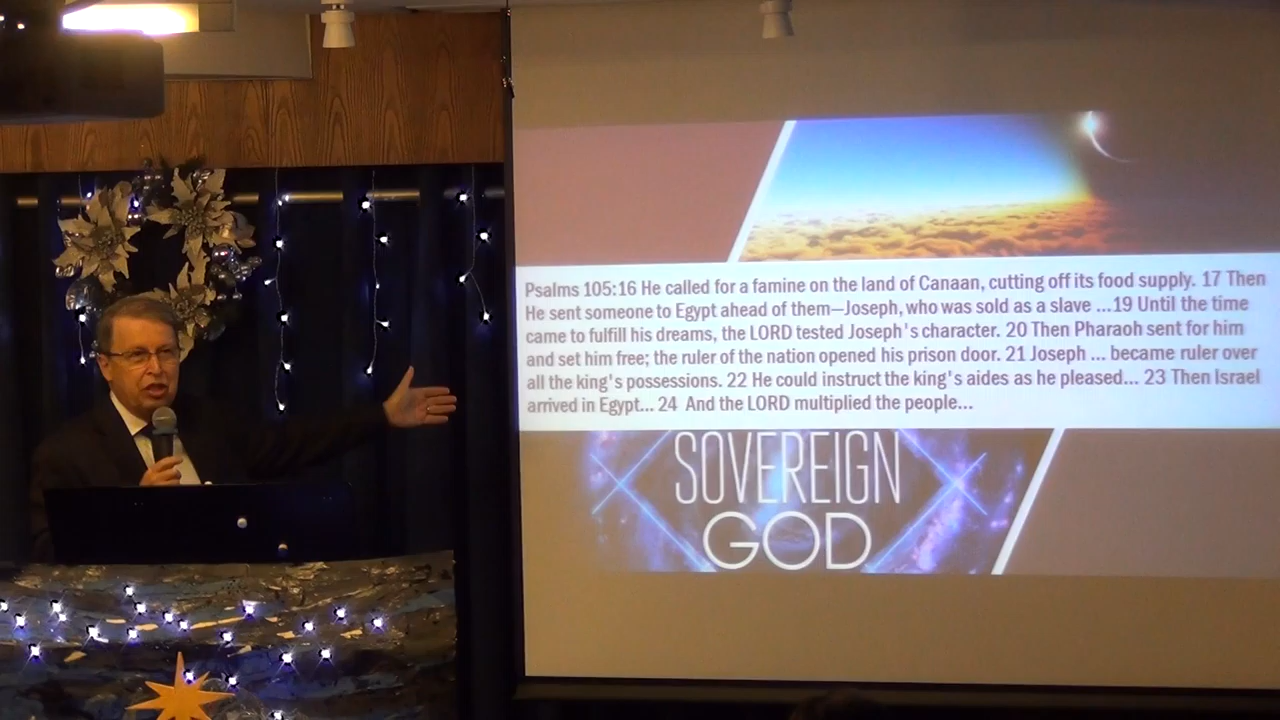 Psalms 105:16 He called for a famine on the land of Canaan, cutting off its food supply. 17 Then
He sent someone to Egypt ahead of them—Joseph, who was sold as a slave ...19 Until the time
came to fulfill his dreams, the LORD tested Joseph's character. 20 Then Pharaoh sent for him
and set him free; the ruler of the nation opened his prison door. 21 Joseph ... became ruler over
all the king's possessions. 22 He could instruct the king's aides as he pleased... 23 Then Israel
arrived in Egypt... 24 And the LORD multiplied the people...
SOVEREIGN
GOD